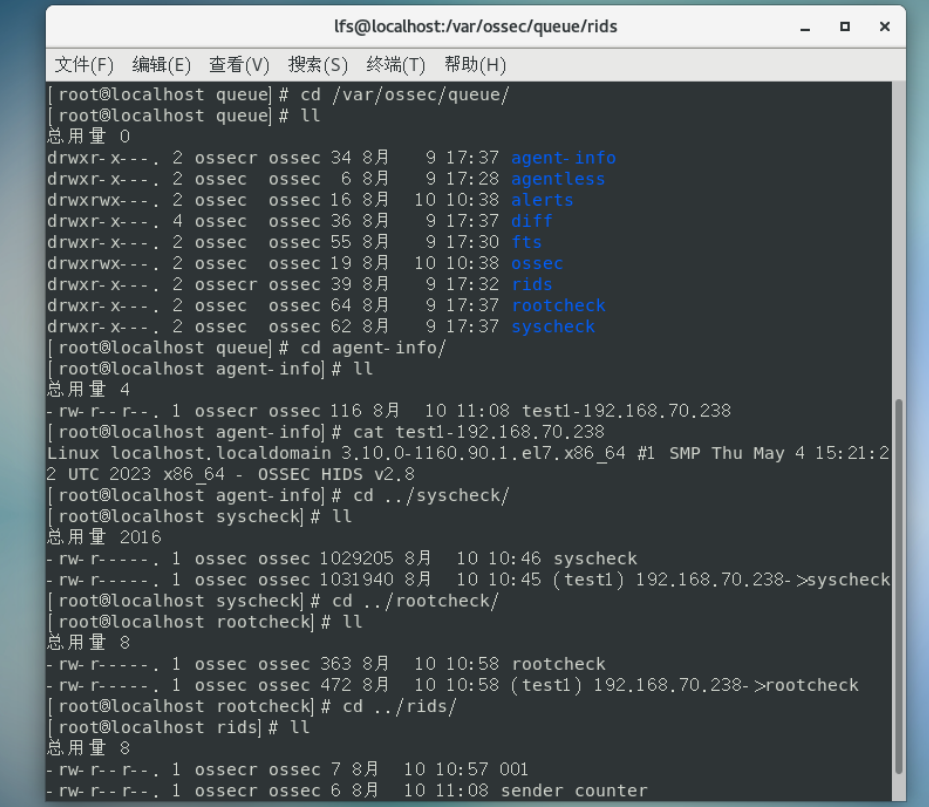 lfs@localhost:/var/ossec/queue/rids
文件(F) 编辑(E) 查看(V) 搜索(S) 终端(T) 帮助(H)
[root@localhost queue]# cd /var/ossec/queue/
[root@localhost queue]# ll
总用量 0
drwxr-x---. 2 ossecr ossec 34 8月   9 17:37 agent-info
drwxr-x---. 2 ossec  ossec  6 8月   9 17:28 agentless
drwxrwx---. 2 ossec  ossec 16 8月  10 10:38 alerts
drwxr-x---. 4 ossec  ossec 36 8月   9 17:37 diff
drwxr-x---. 2 ossec  ossec 55 8月   9 17:30 fts
drwxrwx---. 2 ossec  ossec 19 8月  10 10:38 ossec
drwxr-x---. 2 ossecr ossec 39 8月   9 17:32 rids
drwxr-x---. 2 ossec  ossec 64 8月   9 17:37 rootcheck
drwxr-x---. 2 ossec  ossec 62 8月   9 17:37 syscheck
[root@localhost queue]# cd agent-info/
[root@localhost agent-info]# ll
总用量 4
-rw-r--r--. 1 ossecr ossec 116 8月  10 11:08 test1-192.168.70.238
[root@localhost agent-info]# cat test1-192.168.70.238
Linux localhost.localdomain 3.10.0-1160.90.1.el7.x86_64 #1 SMP Thu May 4 15:21:2
2 UTC 2023 x86_64 - OSSEC HIDS v2.8
[root@localhost agent-info]# cd ../syscheck/
[root@localhost syscheck]# ll
总用量 2016
-rw-r-----. 1 ossec ossec 1029205 8月  10 10:46 syscheck
-rw-r-----. 1 ossec ossec 1031940 8月  10 10:45 (test1) 192.168.70.238->syscheck
[root@localhost syscheck]# cd ../rootcheck/
[root@localhost rootcheck]# ll
总用量 8
-rw-r-----. 1 ossec ossec 363 8月  10 10:58 rootcheck
-rw-r-----. 1 ossec ossec 472 8月  10 10:58 (test1) 192.168.70.238->rootcheck
[root@localhost rootcheck]# cd ../rids/
[root@localhost rids]# ll
总用量 8
-rw-r--r--. 1 ossecr ossec 7 8月  10 10:57 001
-rw-r--r--. 1 ossecr ossec 6 8月  10 11:08 sender_counter